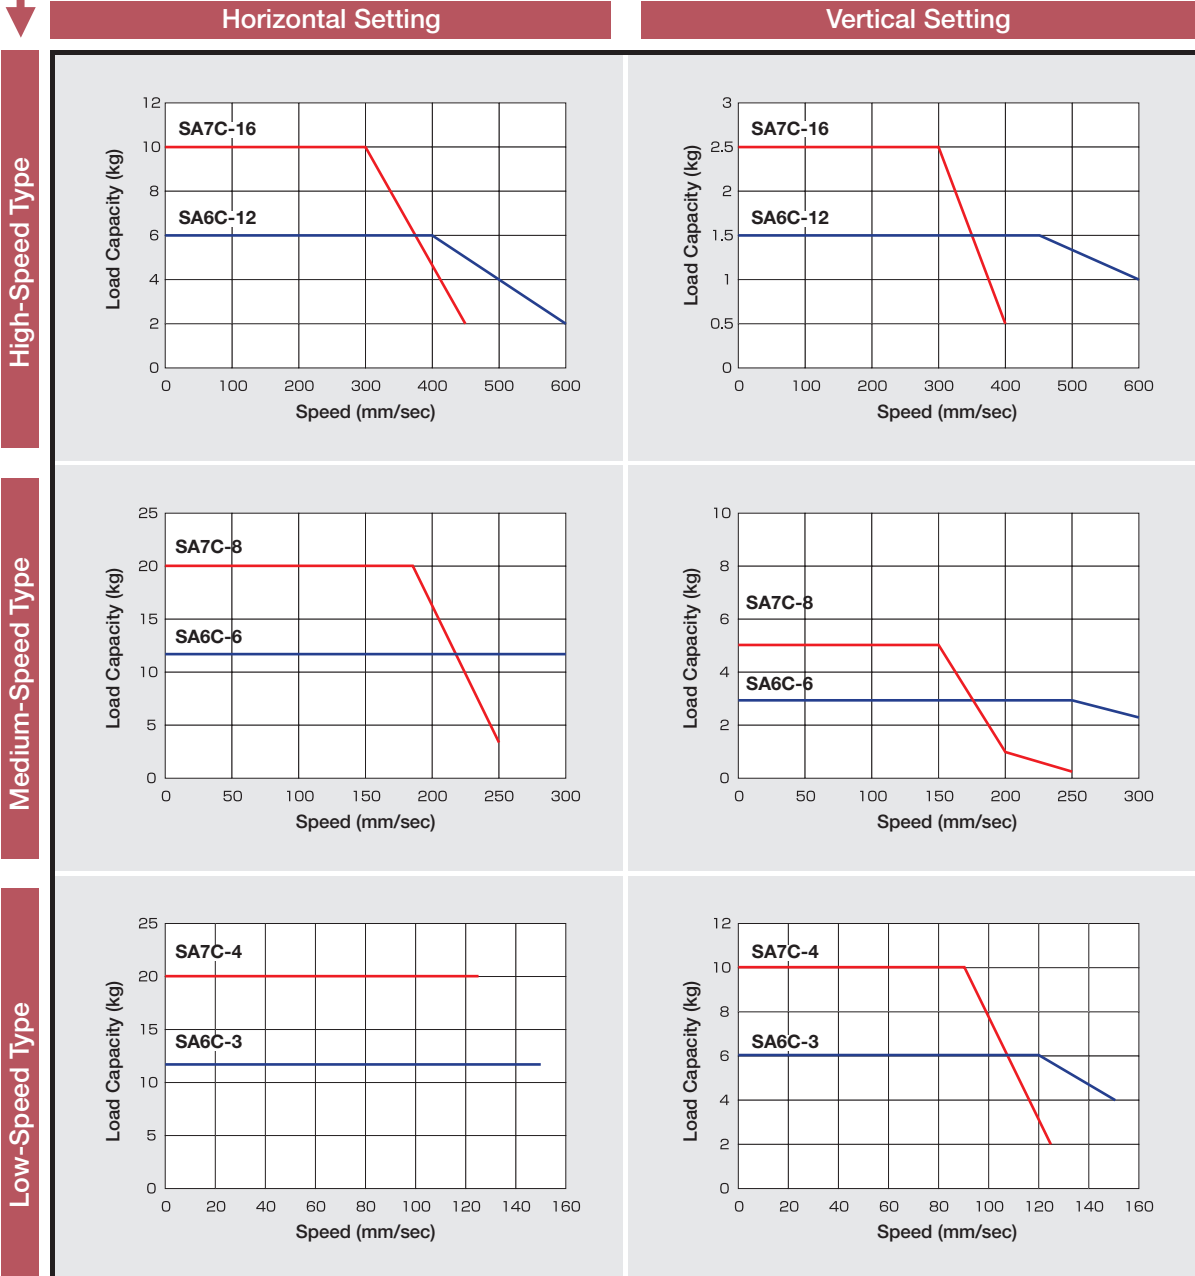 Horizontal Setting
Vertical Setting
High-Speed Type
12
10
8
6
4
2
0
SA7C-16
SA6C-12
Load Capacity (kg)
0 100 200 300 400 500 600
Speed (mm/sec)
3
2.5
2
1.5
1
0.5
0
SA7C-16
SA6C-12
Load Capacity (kg)
0 100 200 300 400 500 600
Speed (mm/sec)
Medium-Speed Type
25
20
15
10
5
0
SA7C-8
SA6C-6
Load Capacity (kg)
0 50 100 150 200 250 300
Speed (mm/sec)
10
8
6
4
2
0
SA7C-8
SA6C-6
Load Capacity (kg)
0 50 100 150 200 250 300
Speed (mm/sec)
Low-Speed Type
25
20
15
10
5
0
SA7C-4
SA6C-3
Load Capacity (kg)
0 20 40 60 80 100 120 140 160
Speed (mm/sec)
12
10
8
6
4
2
0
SA7C-4
SA6C-3
Load Capacity (kg)
0 20 40 60 80 100 120 140 160
Speed (mm/sec)